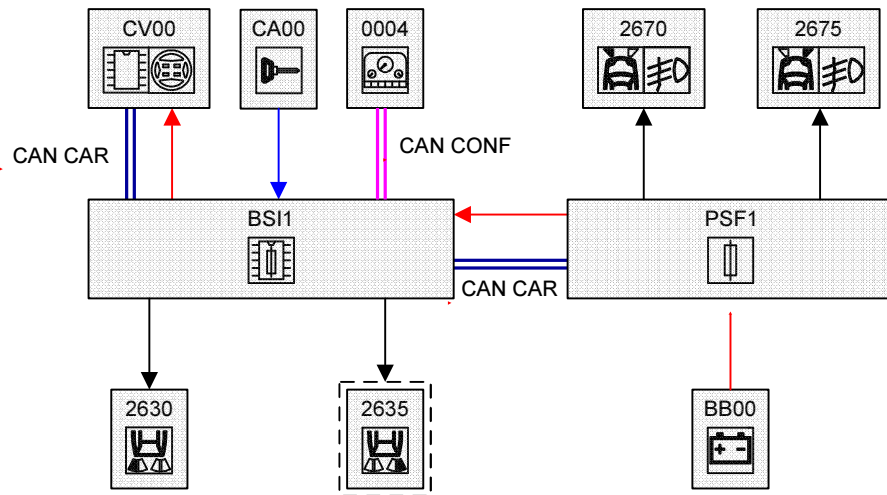 CV00
CA00
0004
2670
2675
CAN CAR
CAN CONF
BSI1
PSF1
CAN CAR
2630
2635
BB00